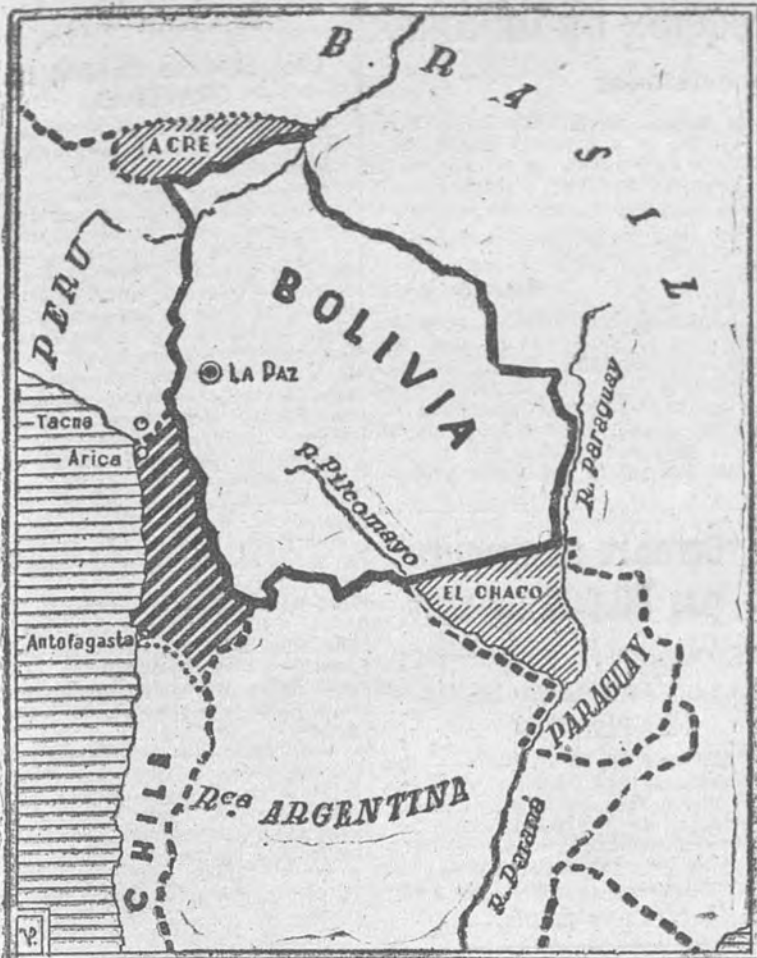 BRASIL
ACRE
PERU
BOLIVIA
LA PAZ
R. Paraguay
Tacna
Arica
R. Pilcomayo
EL CHACO
Antofagasta
PARAGUAY
CHILE
Rca ARGENTINA
R. Paraná